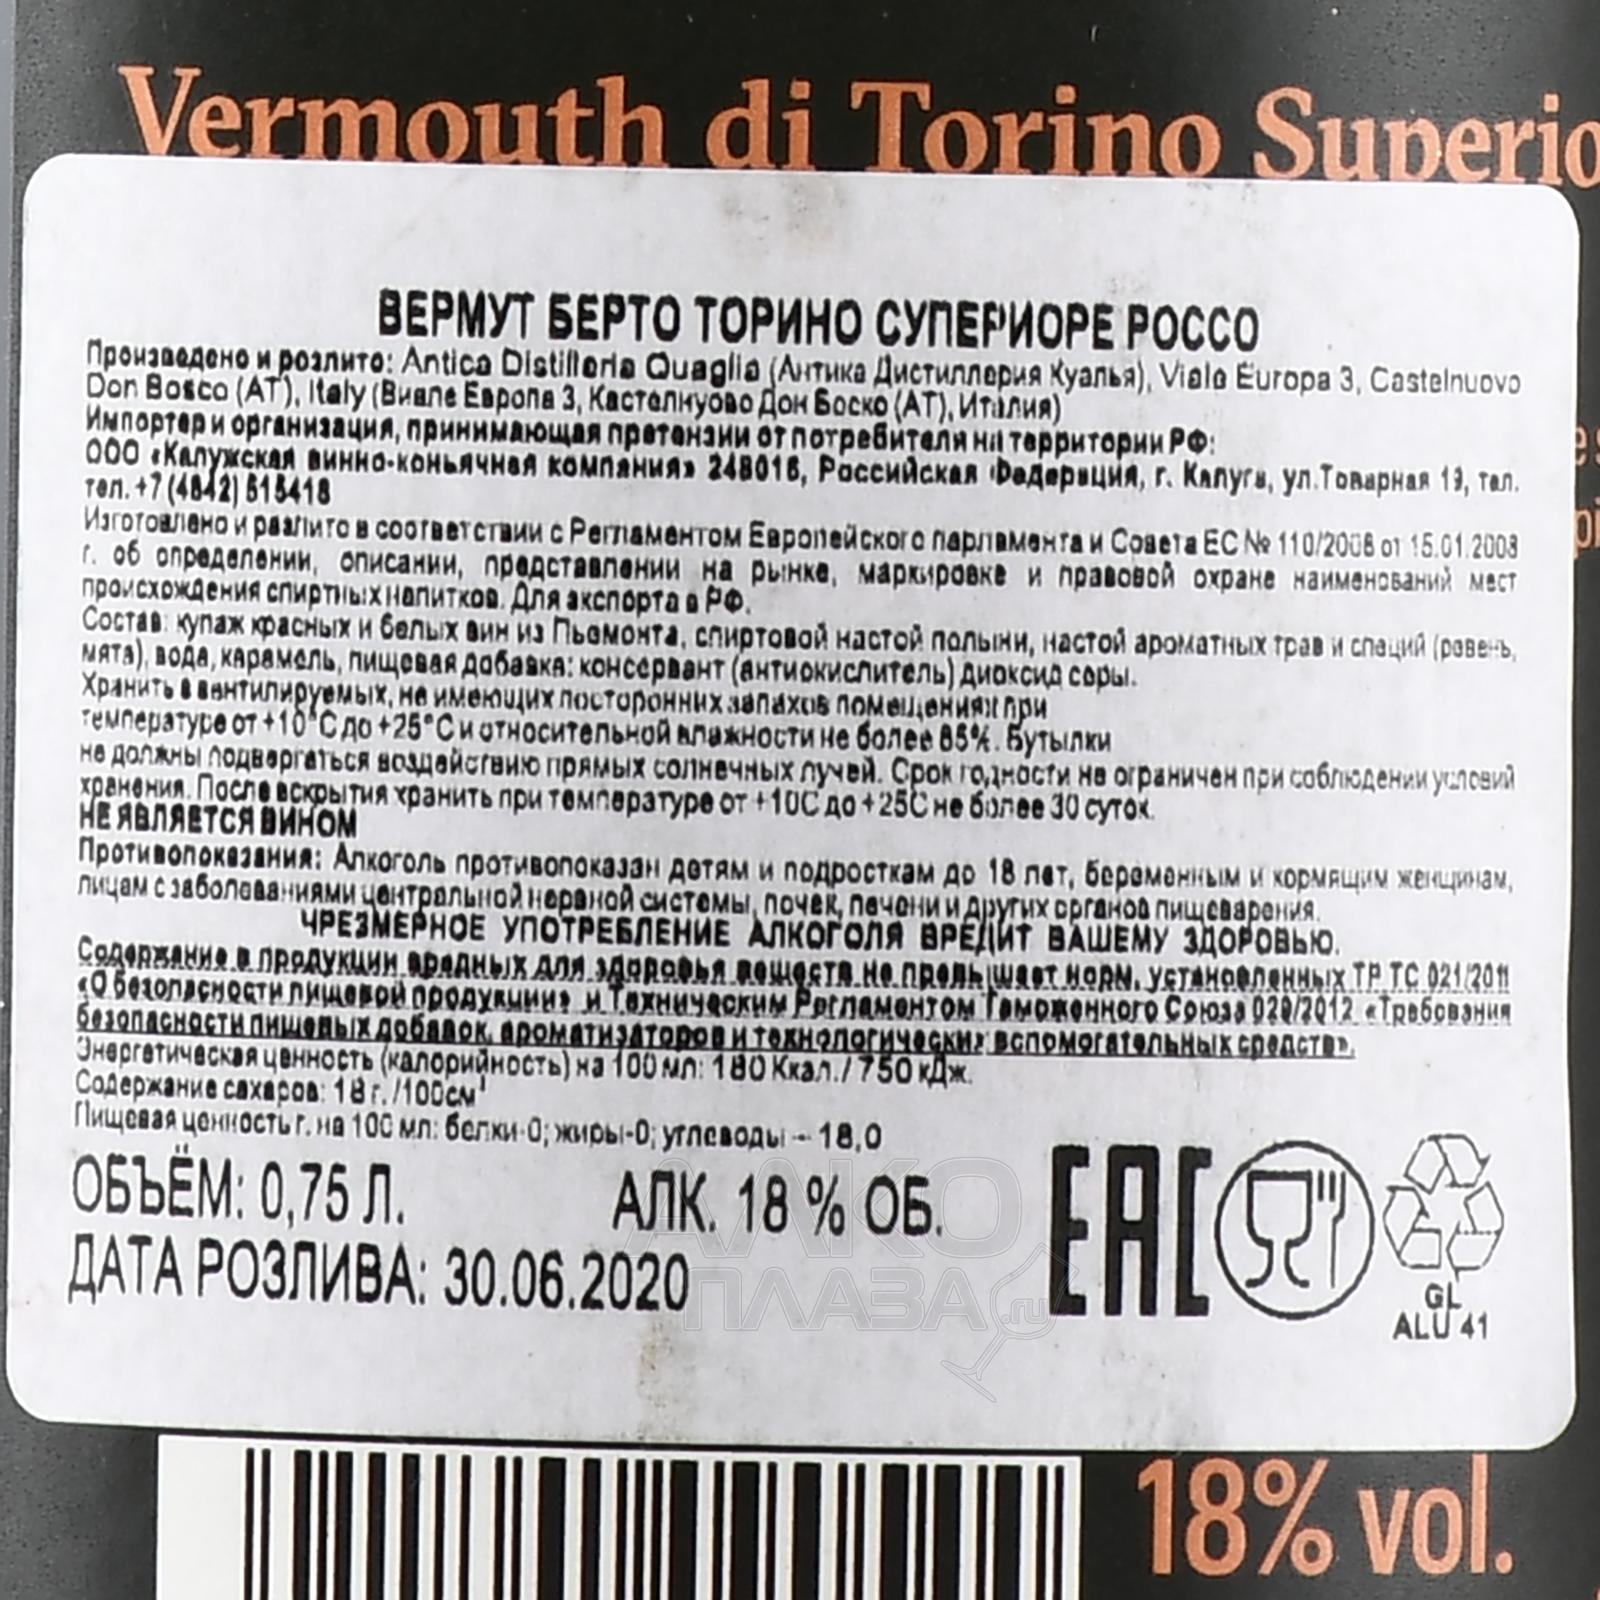 Vermouth di Torino Superio
ВЕРМУТ БЕРТО ТОРИНО СУПЕРИОРЕ РОССО
Произведено и розлито: Antica Distilleria Quaglia (Антика Дистиллерия Куалья), Viale Europa 3, Castelnuovo
Don Bosco (AT), Italy (Виале Европа 3, Кастелнуово Дон Боско (АТ), Италия)
Импортер и организация, принимающая претензии от потребителя на территории РФ:
ООО «Калужская винно-коньячная компания» 248016, Российская Федерация, г. Калуга, ул.Товарная 19, тел.
тел. +7 (4842) 515418
Изготовлено и разлито в соответствии с Регламентом Европейского парламента и Совета ЕС № 110/2008 от 15.01.2008
г. об определении, описании, представлении на рынке, маркировке и правовой охране наименований мест
происхождения спиртных напитков. Для экспорта в РФ.
Состав: купаж красных и белых вин из Пьемонта, спиртовой настой полыни, настой ароматных трав и специй (ревень,
мята), вода, карамель, пищевая добавка: консервант (антиокислитель) диоксид серы.
Хранить в вентилируемых, не имеющих посторонних запахов помещениях при
температуре от +10°С до +25°С и относительной влажности не более 85%. Бутылки
не должны подвергаться воздействию прямых солнечных лучей. Срок годности не ограничен при соблюдении условий
хранения. После вскрытия хранить при температуре от +10С до +25С не более 30 суток.
НЕ ЯВЛЯЕТСЯ ВИНОМ
Противопоказания: Алкоголь противопоказан детям и подросткам до 18 лет, беременным и кормящим женщинам,
лицам с заболеваниями центральной нервной системы, почек, печени и других органов пищеварения.
ЧРЕЗМЕРНОЕ УПОТРЕБЛЕНИЕ АЛКОГОЛЯ ВРЕДИТ ВАШЕМУ ЗДОРОВЬЮ.
Содержание в продукции вредных для здоровья веществ не превышает норм, установленных ТР ТС 021/2011
«О безопасности пищевой продукции» и Техническим Регламентом Таможенного Союза 029/2012 «Требования
безопасности пищевых добавок, ароматизаторов и технологических вспомогательных средств».
Энергетическая ценность (калорийность) на 100 мл: 180 Ккал./ 750 кДж.
Содержание сахаров: 18 г. /100см³
Пищевая ценность г. на 100 мл: белки-0; жиры-0; углеводы – 18,0
ОБЪЁМ: 0,75 Л. АЛК. 18 % ОБ.
ДАТА РОЗЛИВА: 30.06.2020
EAC
GL
ALU 41
АЛКО
ПЛАЗА.ru
18% vol.